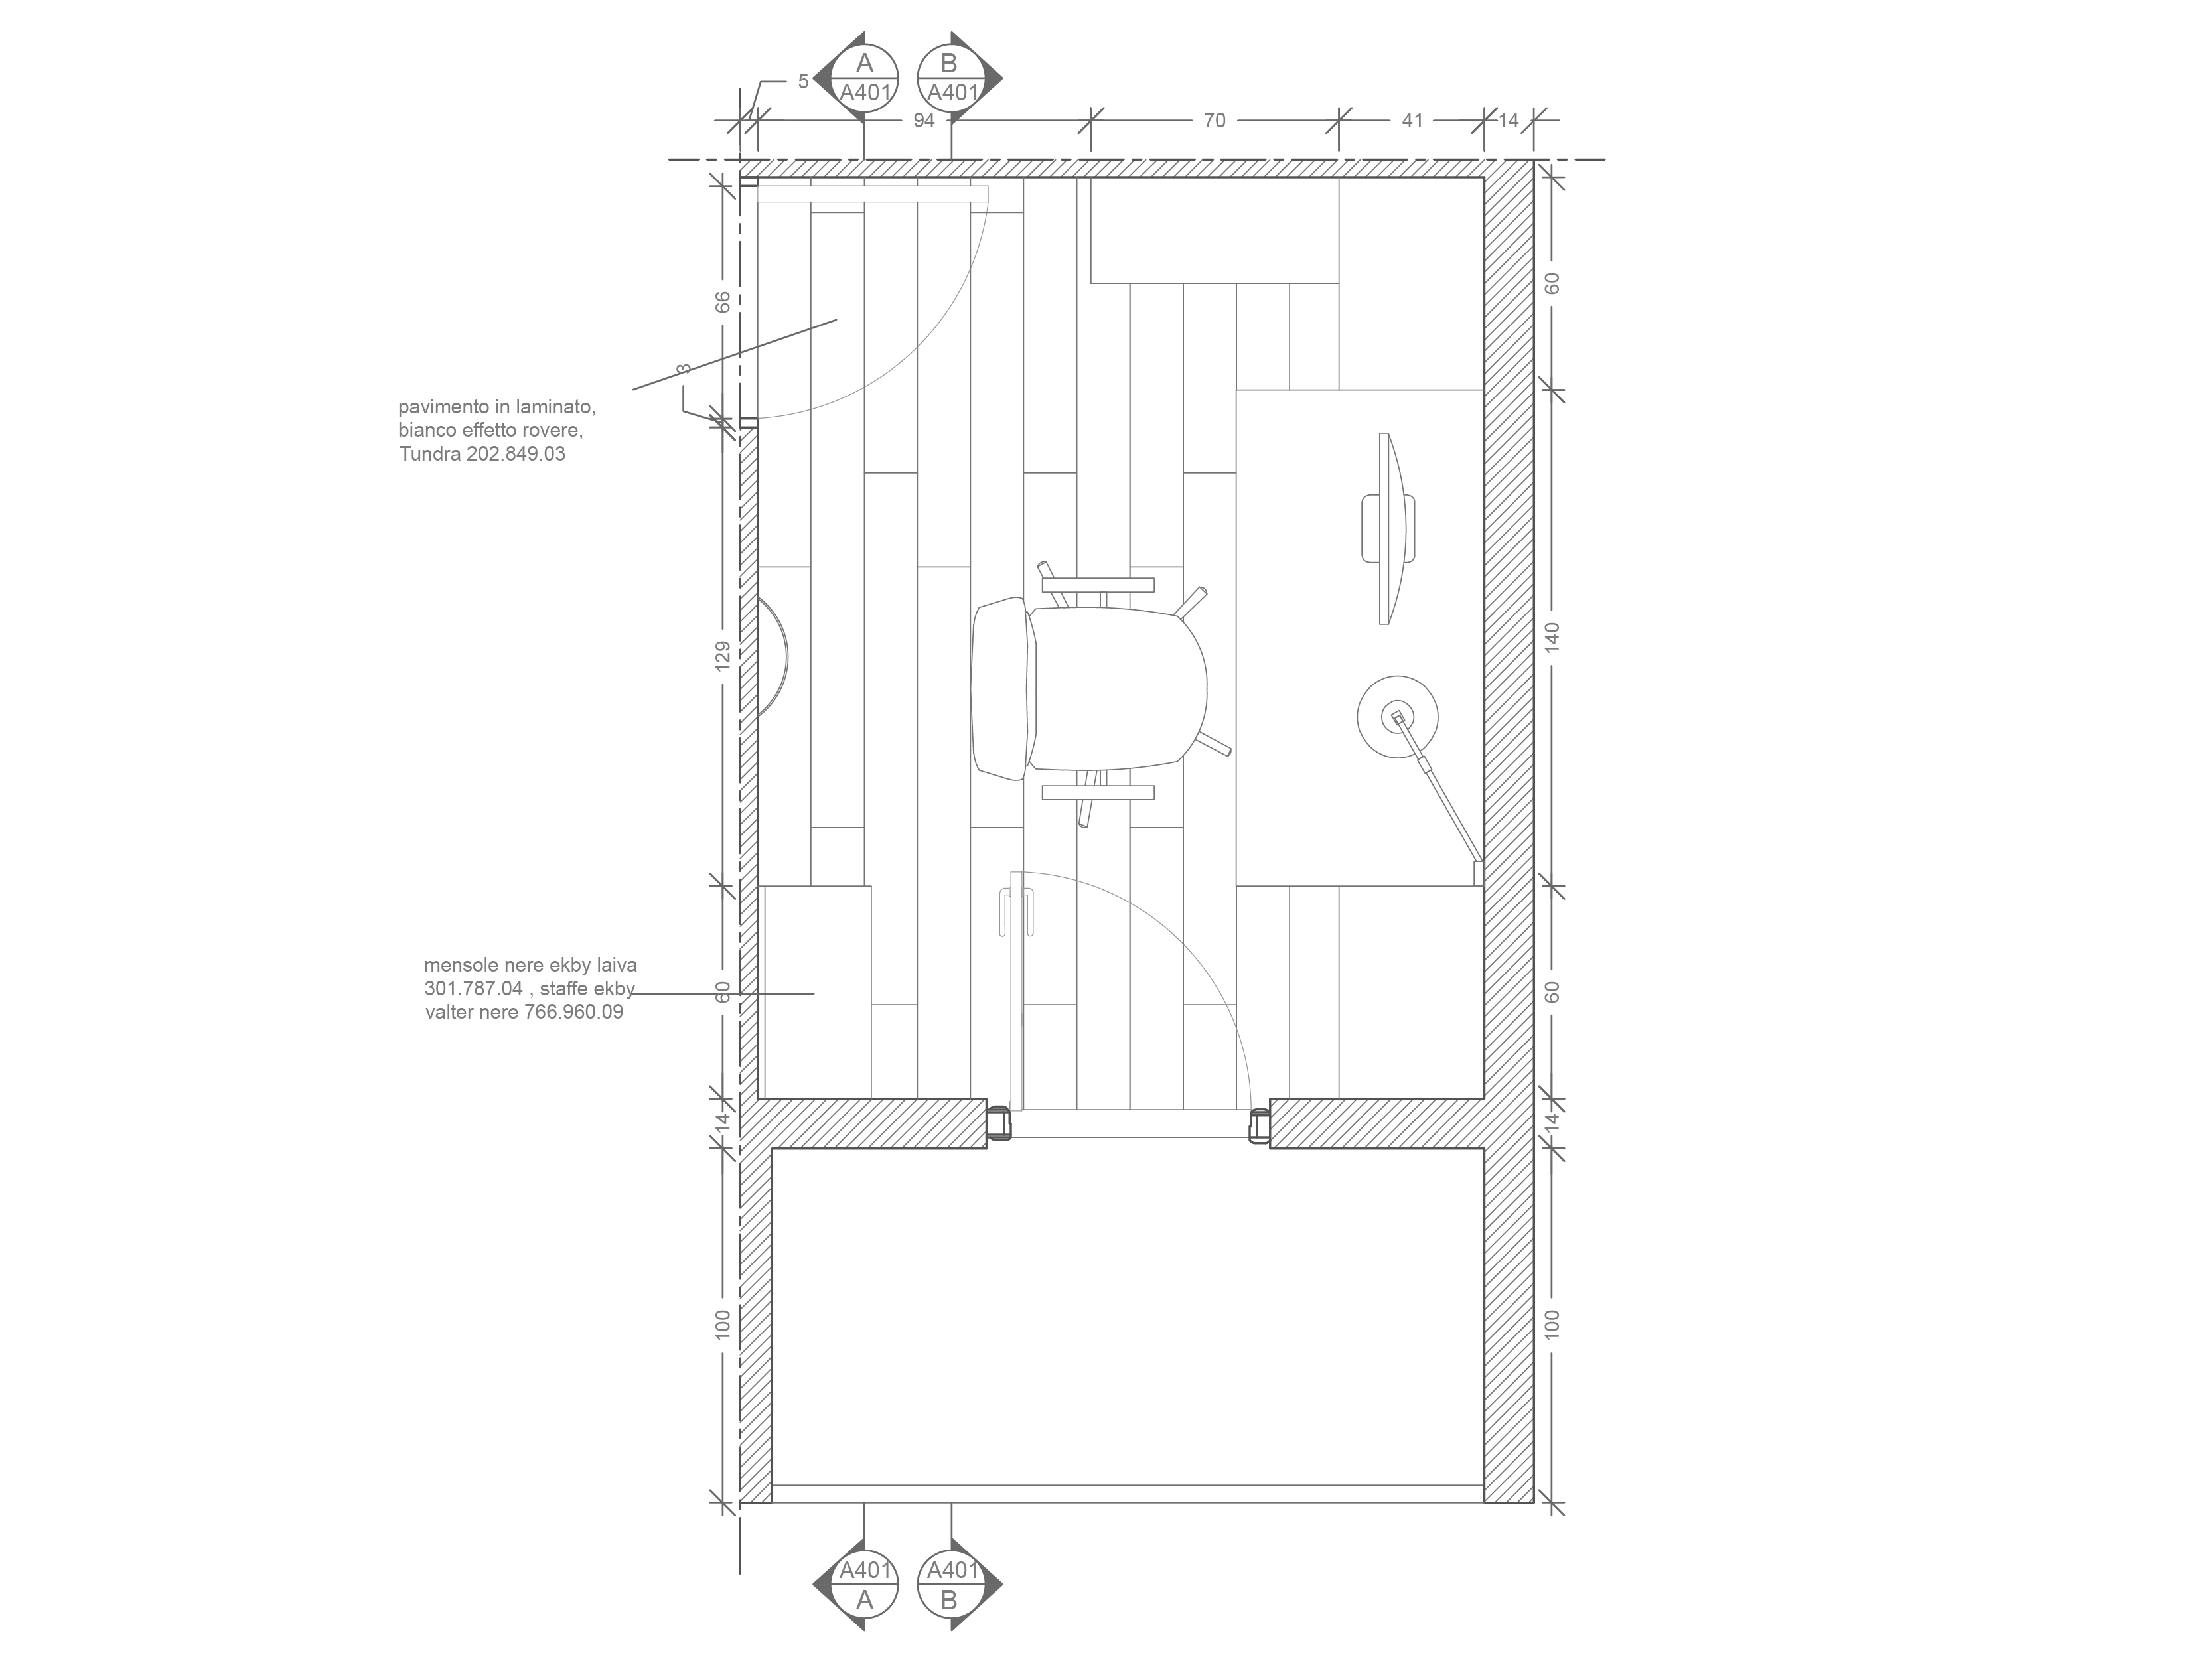 A
A401
B
A401
5
94
70
41
14
66
3
129
60
14
100
60
140
60
14
100
pavimento in laminato,
bianco effetto rovere,
Tundra 202.849.03
mensole nere ekby laiva
301.787.04 , staffe ekby
valter nere 766.960.09
A401
A
A401
B